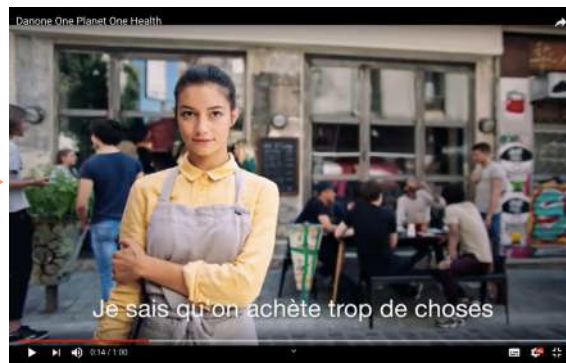 Danone One Planet One Health
Je sais qu'on achète trop de choses
0:14 / 1:00